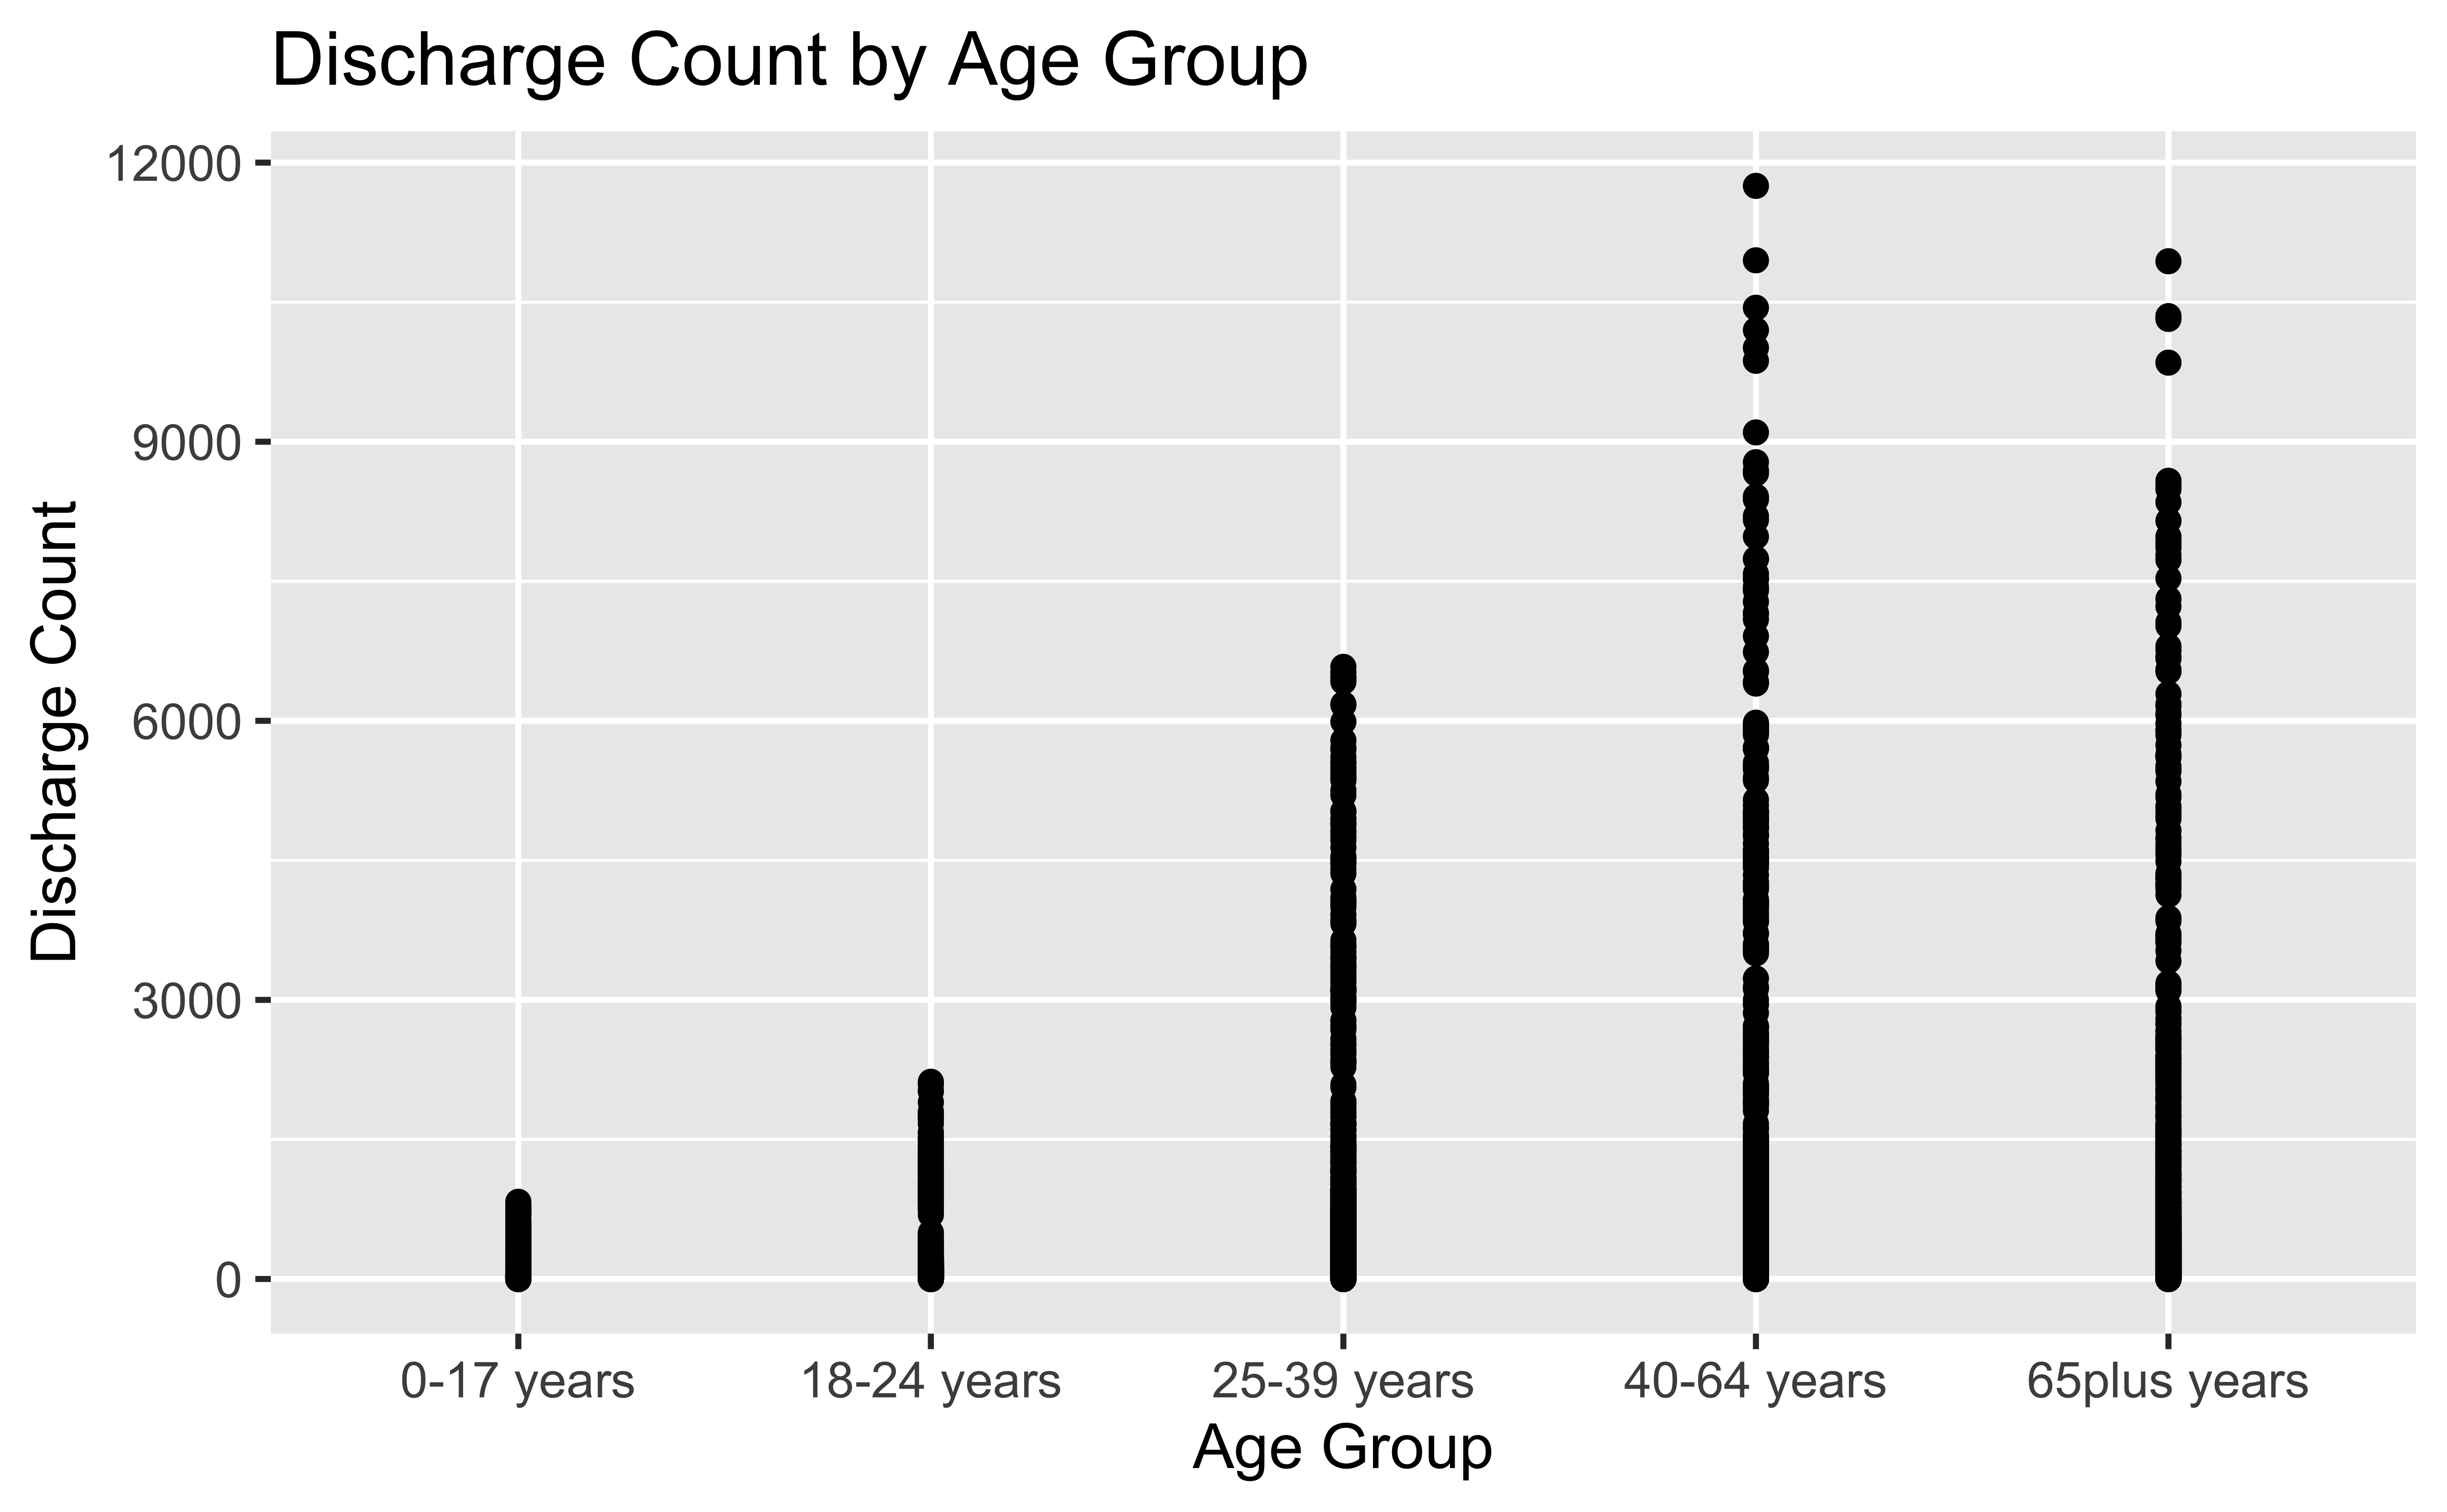 Discharge Count by Age Group
12000
9000
6000
3000
0
Discharge Count
0-17 years
18-24 years
25-39 years
40-64 years
65plus years
Age Group